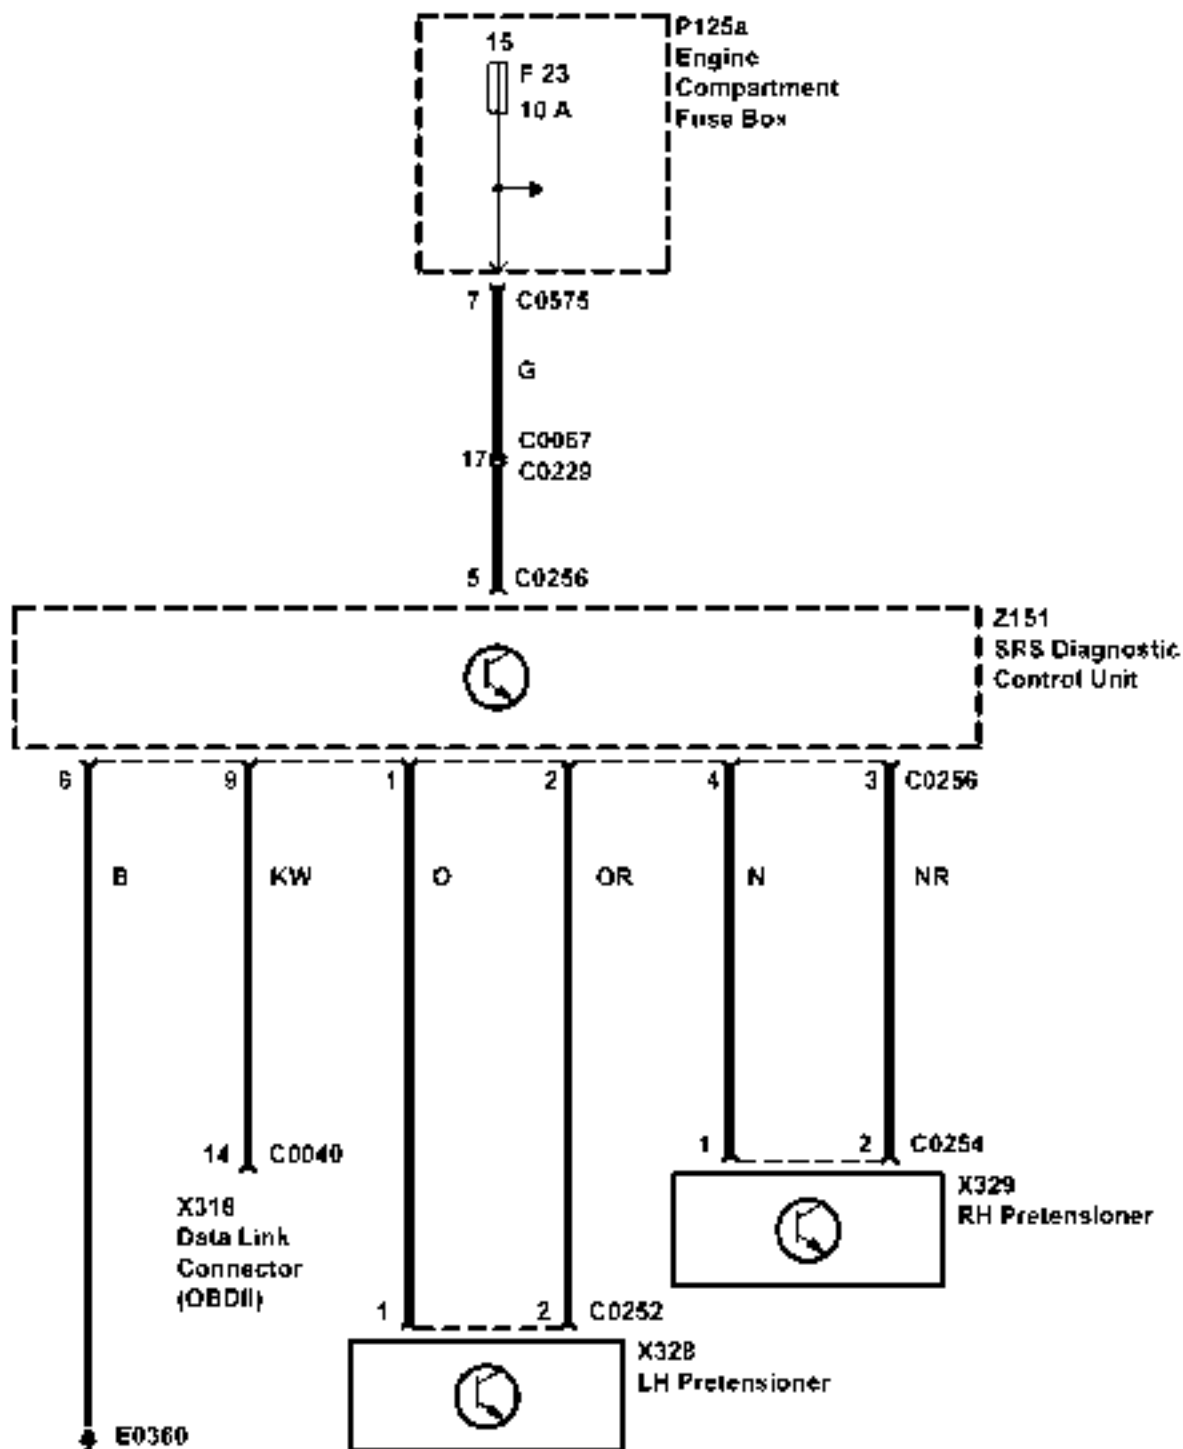 P125a
Engine
Compartment
Fuse Box
15
F 23
10 A
7 C0575
G
C0067
17
C0229
5 C0256
Z151
SRS Diagnostic
Control Unit
6 9 1 2 4 3 C0256
B KW O OR N NR
14 C0040
1 2 C0254
X318
Data Link
Connector
(OBDII)
X329
RH Pretensioner
1 2 C0252
X328
LH Pretensioner
E0360